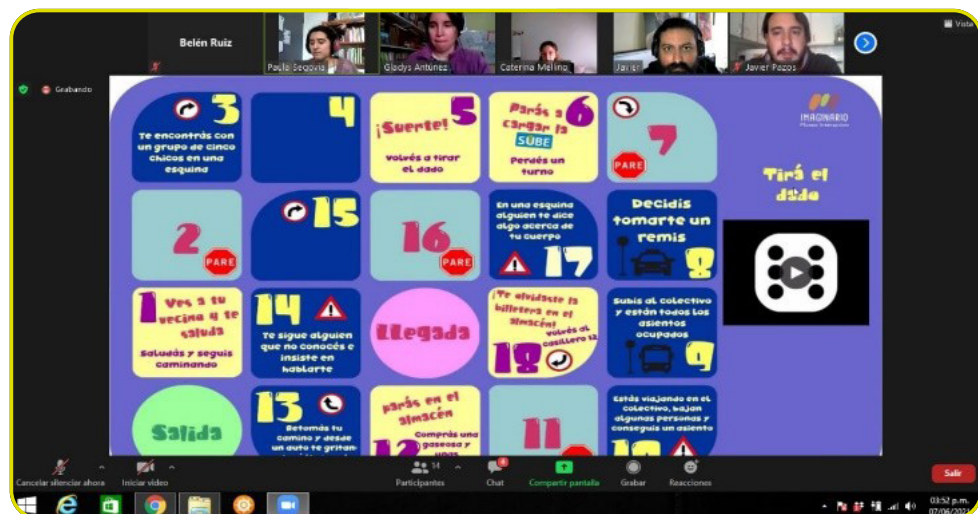 Belén Ruiz
Paula Segovia
Gladys Antúnez
Caterina Mellino
Javier
Javier Pazos
Vista
Grabando
3
Te encontrás con
un grupo de cinco
chicos en una
esquina
4
¡Suerte! 5
volvés a tirar
el dado
Parás a 6
cargar la
SUBE
Perdés un
turno
7
PARE
IMAGINARIO
Tirá el
dado
2
PARE
15
16
PARE
En una esquina
alguien te dice
algo acerca de
tu cuerpo
17
Decidís
tomarte un
remis
8
1
Ves a tu
vecina y te
saluda
Saludás y seguís
caminando
14
Te sigue alguien
que no conocés e
insiste en
hablarte
LLegada
¡Te olvidaste la
billetera en el
almacén!
volvés al
casillero 12
18
Subís al colectivo
y están todos los
asientos
ocupados
9
Salida
13
Retomás tu
camino y desde
un auto te gritan
Parás en el
almacén
Comprás una
gaseosa y
unas
12
11
Estás viajando en el
colectivo, bajan
algunas personas y
conseguís un asiento
10
Cancelar silenciar ahora
Iniciar video
14
Participantes
Chat
Compartir pantalla
Grabar
Reacciones
Salir
03:52 p.m.